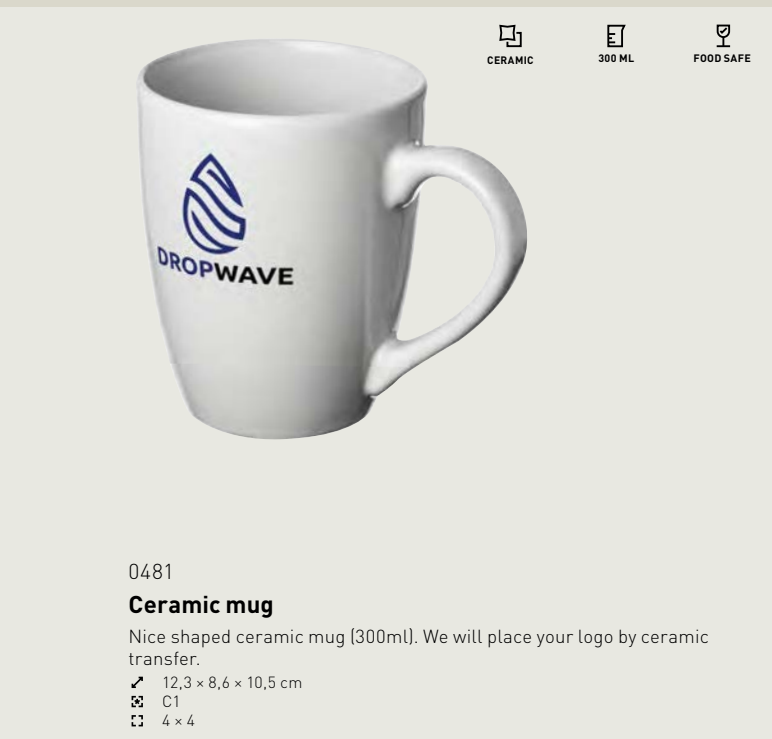 CERAMIC
300 ML
FOOD SAFE
DROPWAVE
0481
Ceramic mug
Nice shaped ceramic mug (300ml). We will place your logo by ceramic
transfer.
12,3 × 8,6 × 10,5 cm
C1
4 × 4